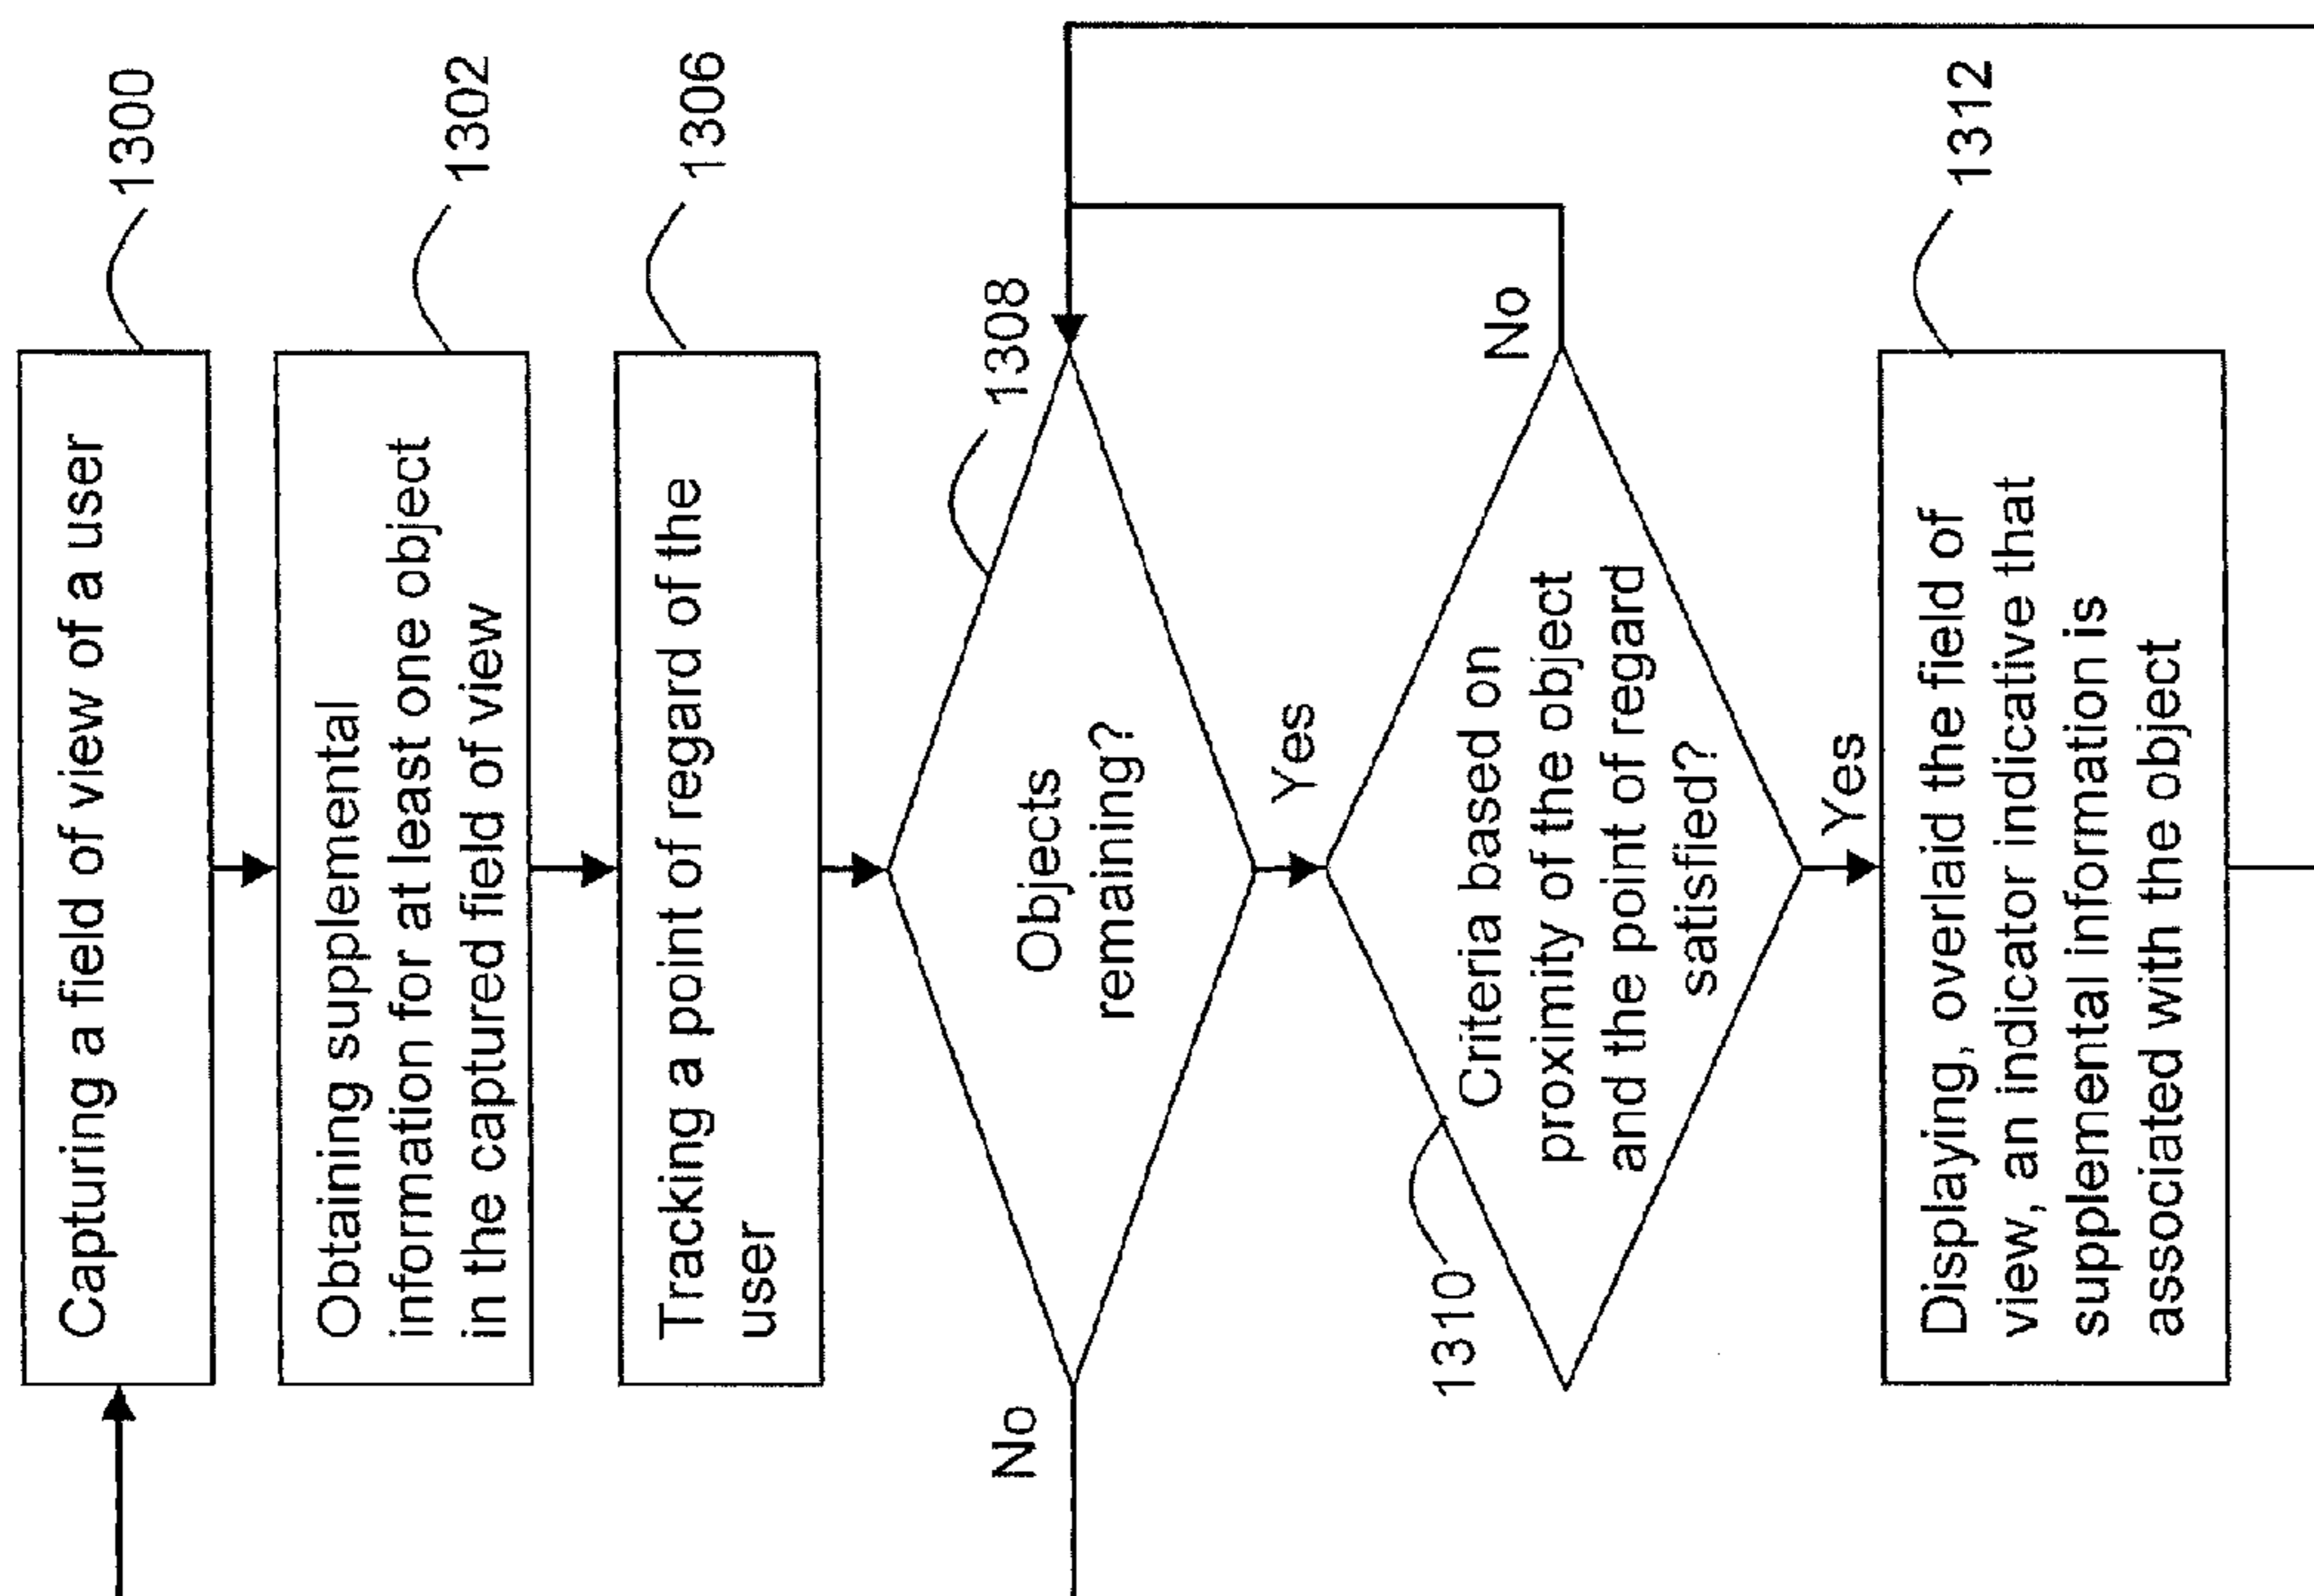 Capturing a field of view of a user
1300
Obtaining supplemental
information for at least one object
in the captured field of view
1302
Tracking a point of regard of the
user
1306
1308
Objects
remaining?
No
Yes
1310
Criteria based on
proximity of the object
and the point of regard
satisfied?
No
Yes
1312
Displaying, overlaid the field of
view, an indicator indicative that
supplemental information is
associated with the object